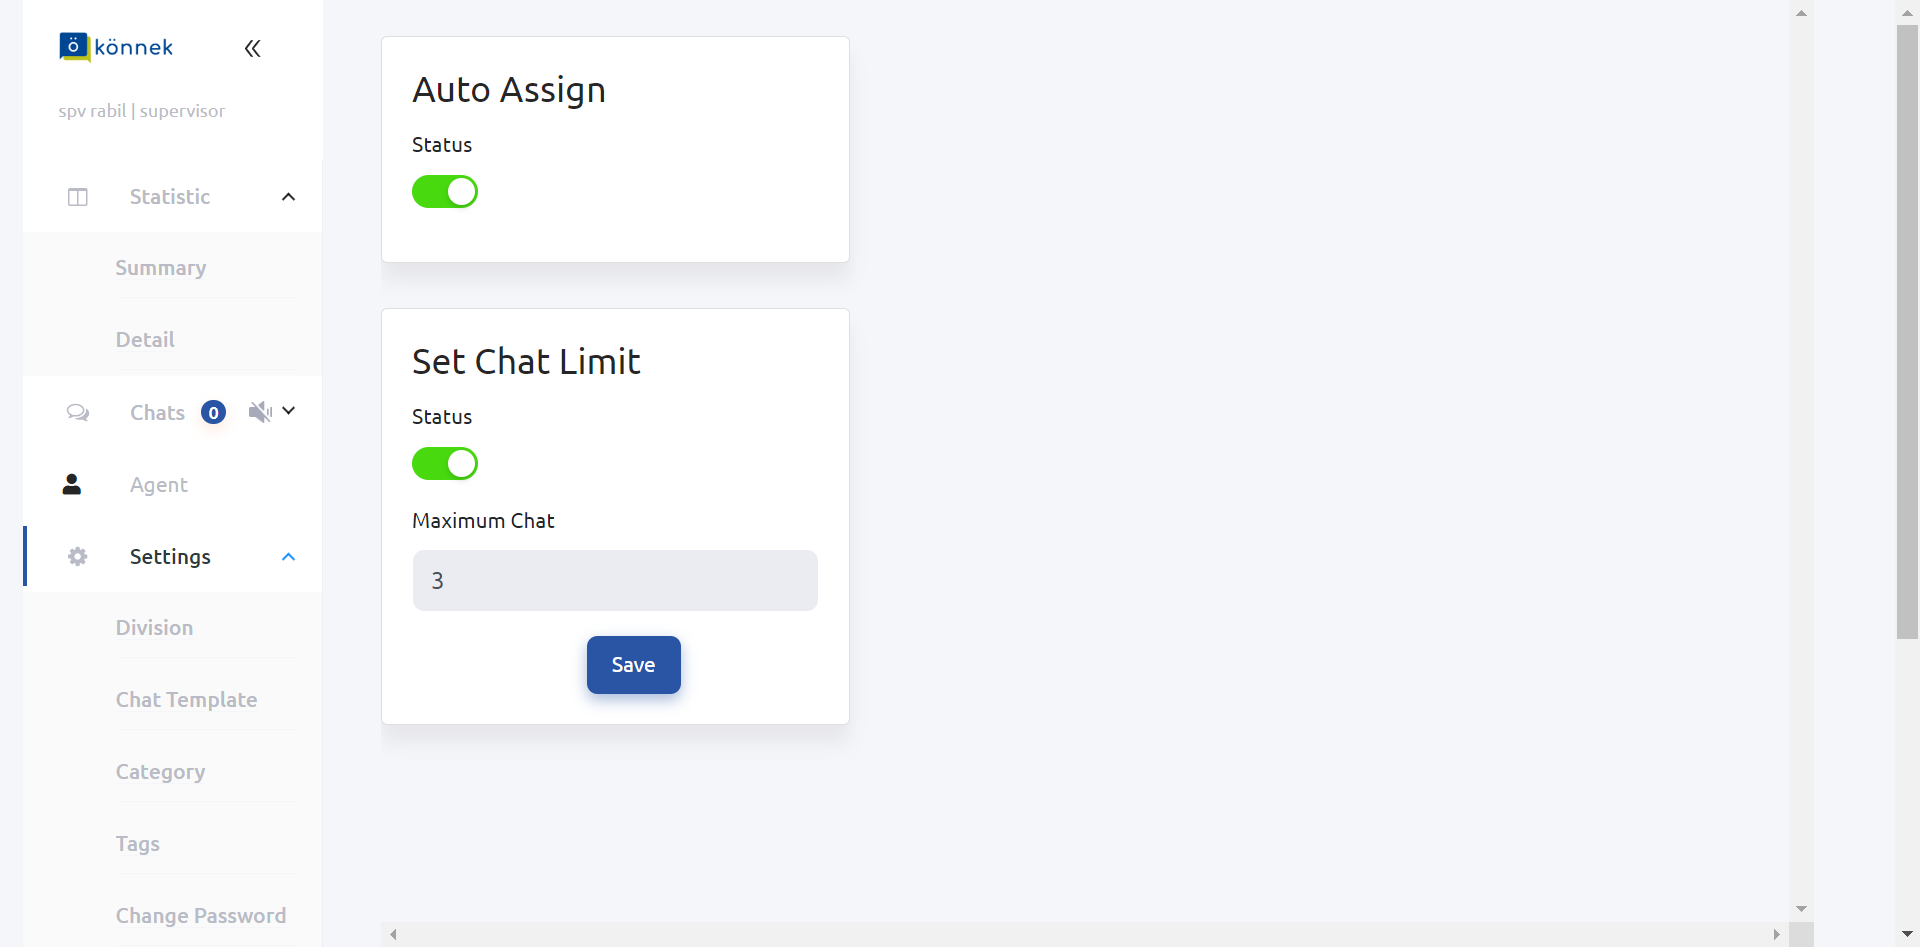 ö könnek
spv rabil | supervisor
Statistic
Summary
Detail
Chats 0
Agent
Settings
Division
Chat Template
Category
Tags
Change Password
Auto Assign
Status
Set Chat Limit
Status
Maximum Chat
3
Save